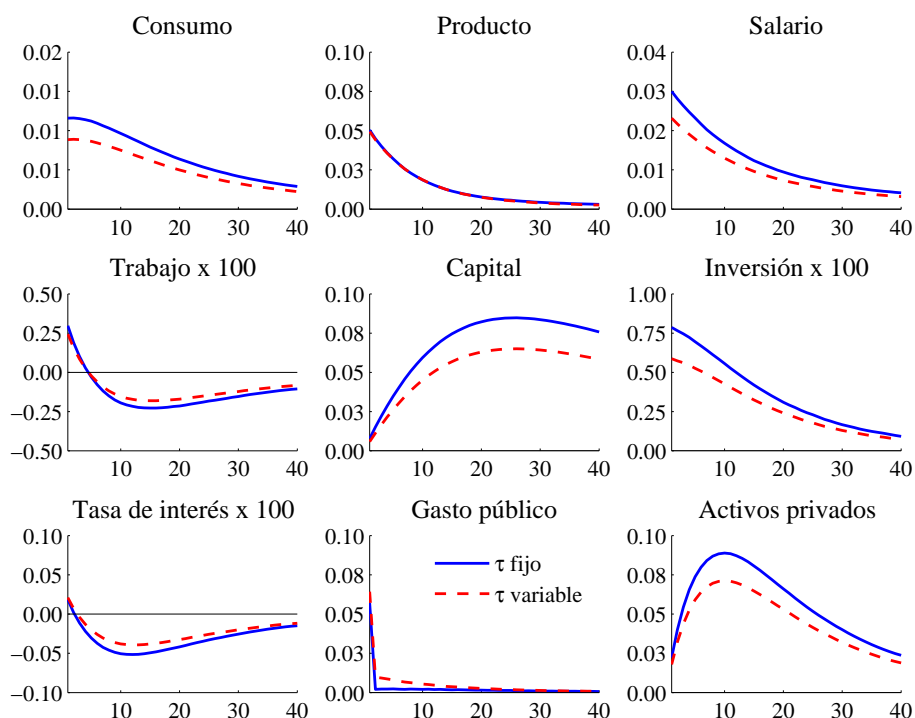 Consumo
0.02
0.01
0.01
0.00
10 20 30 40
Producto
0.10
0.05
0.03
0.00
10 20 30 40
Salario
0.04
0.02
0.01
0.00
10 20 30 40
Trabajo x 100
0.50
0.25
0.00
−0.25
−0.50
10 20 30 40
Capital
0.10
0.08
0.05
0.03
0.00
10 20 30 40
Inversión x 100
1.00
0.75
0.50
0.25
0.00
10 20 30 40
Tasa de interés x 100
0.10
0.05
0.00
−0.05
−0.10
10 20 30 40
Gasto público
0.10
0.08
0.05
0.03
0.00
τ fijo
τ variable
10 20 30 40
Activos privados
0.10
0.08
0.05
0.03
0.00
10 20 30 40